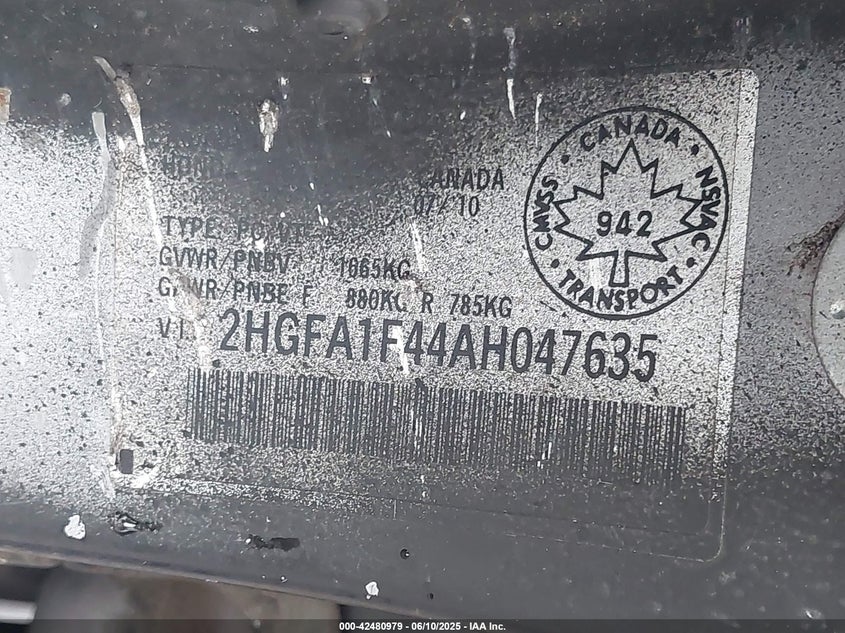 CANADA
07/10
TYPE
GVWR/PNBV 1665KG
GAWR/PNBE F 880KG R 785KG
2HGFA1F44AH047635
CANADA
CMVSS
942
NSVAC
TRANSPORT
000-42480979 - 06/10/2025 - IAA Inc.